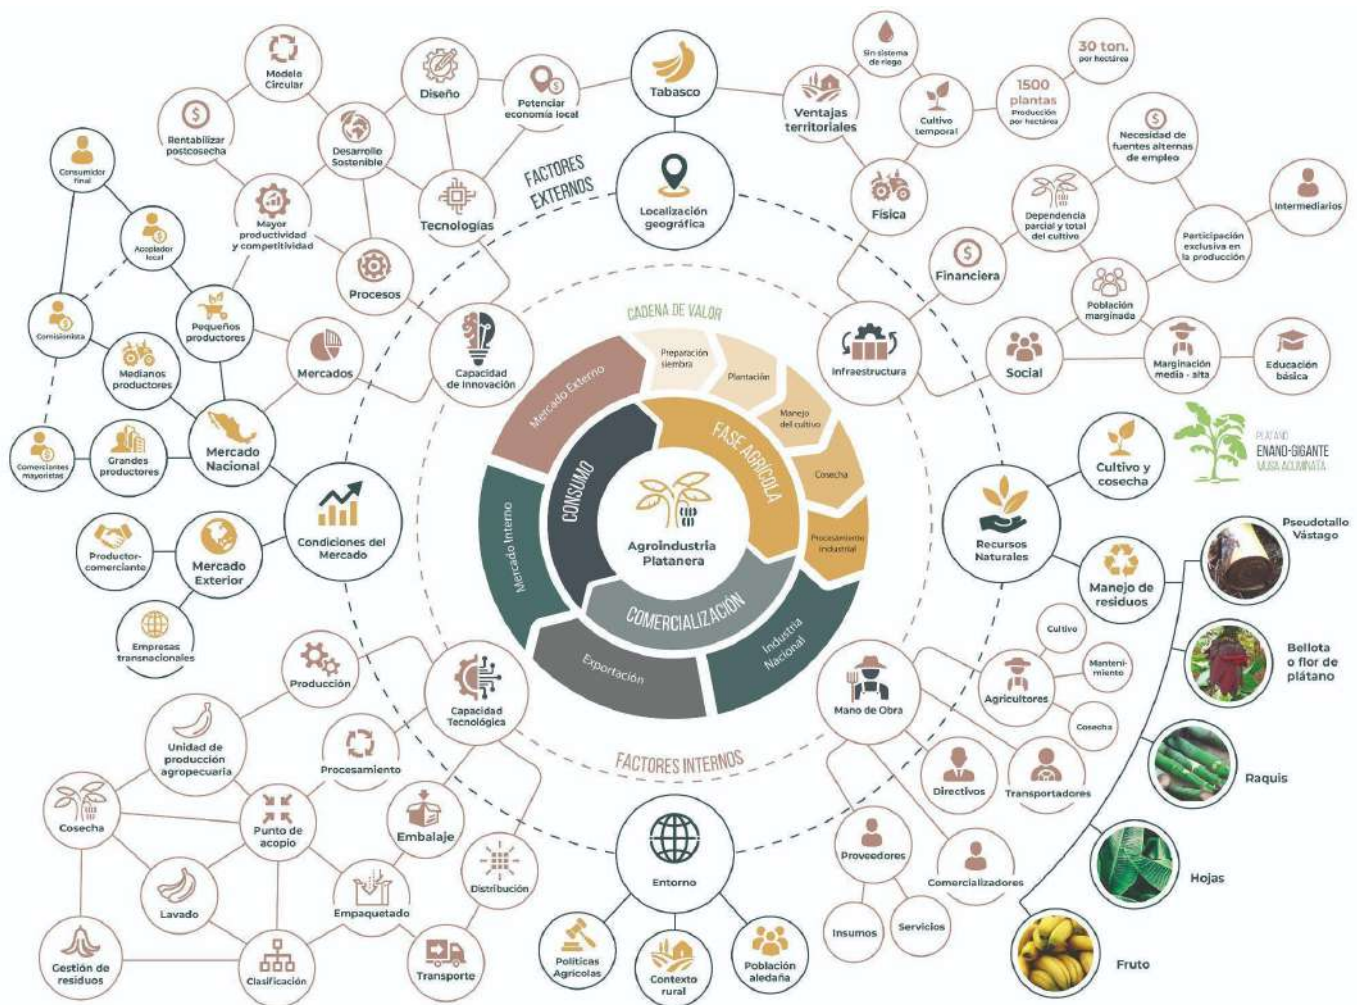 Modelo
Circular
Diseño
Potenciar
economía local
Tabasco
Ventajas
territoriales
Sin sistema
de riego
Cultivo
temporal
1500
plantas
Producción
por hectárea
30 ton.
por hectárea
Rentabilizar
postcosecha
Desarrollo
Sostenible
Mayor
productividad
y competitividad
Tecnologías
Procesos
FACTORES
EXTERNOS
Localización
geográfica
Física
Financiera
Necesidad de
fuentes alternas
de empleo
Dependencia
parcial y total
del cultivo
Participación
exclusiva en
la producción
Intermediarios
Población
marginada
Social
Marginación
media - alta
Educación
básica
Infraestructura
Consumidor
final
Acopiador
local
Comisionista
Pequeños
productores
Medianos
productores
Mercados
Capacidad
de Innovación
Comerciantes
mayoristas
Grandes
productores
Mercado
Nacional
Condiciones del
Mercado
Productor-
comerciante
Mercado
Exterior
Empresas
transnacionales
CADENA DE VALOR
Preparación
siembra
Plantación
Manejo
del cultivo
Cosecha
Procesamiento
industrial
Industria
Nacional
Exportación
Mercado Interno
Mercado Externo
FASE AGRÍCOLA
COMERCIALIZACIÓN
CONSUMO
Agroindustria
Platanera
FACTORES INTERNOS
Recursos
Naturales
Cultivo y
cosecha
PLÁTANO
ENANO-GIGANTE
MUSA ACUMINATA
Manejo de
residuos
Pseudotallo
Vástago
Bellota
o flor de
plátano
Raquis
Hojas
Fruto
Mano de Obra
Agricultores
Cultivo
Manteni-
miento
Cosecha
Directivos
Transportadores
Proveedores
Comercializadores
Insumos
Servicios
Entorno
Políticas
Agrícolas
Contexto
rural
Población
aledaña
Capacidad
Tecnológica
Producción
Unidad de
producción
agropecuaria
Procesamiento
Cosecha
Punto de
acopio
Embalaje
Lavado
Empaquetado
Distribución
Gestión de
residuos
Clasificación
Transporte